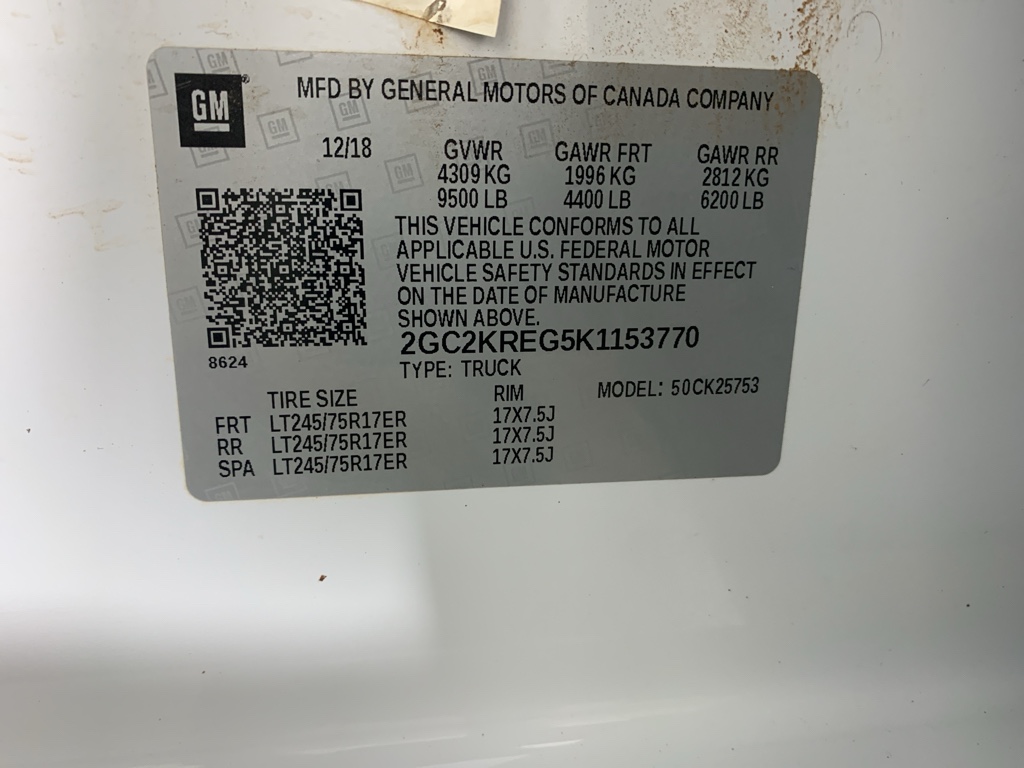 GM
MFD BY GENERAL MOTORS OF CANADA COMPANY
12/18 GVWR GAWR FRT GAWR RR
4309 KG 1996 KG 2812 KG
9500 LB 4400 LB 6200 LB
THIS VEHICLE CONFORMS TO ALL
APPLICABLE U.S. FEDERAL MOTOR
VEHICLE SAFETY STANDARDS IN EFFECT
ON THE DATE OF MANUFACTURE
SHOWN ABOVE.
2GC2KREG5K1153770
8624
TYPE: TRUCK
TIRE SIZE RIM MODEL: 50CK25753
FRT LT245/75R17ER 17X7.5J
RR LT245/75R17ER 17X7.5J
SPA LT245/75R17ER 17X7.5J